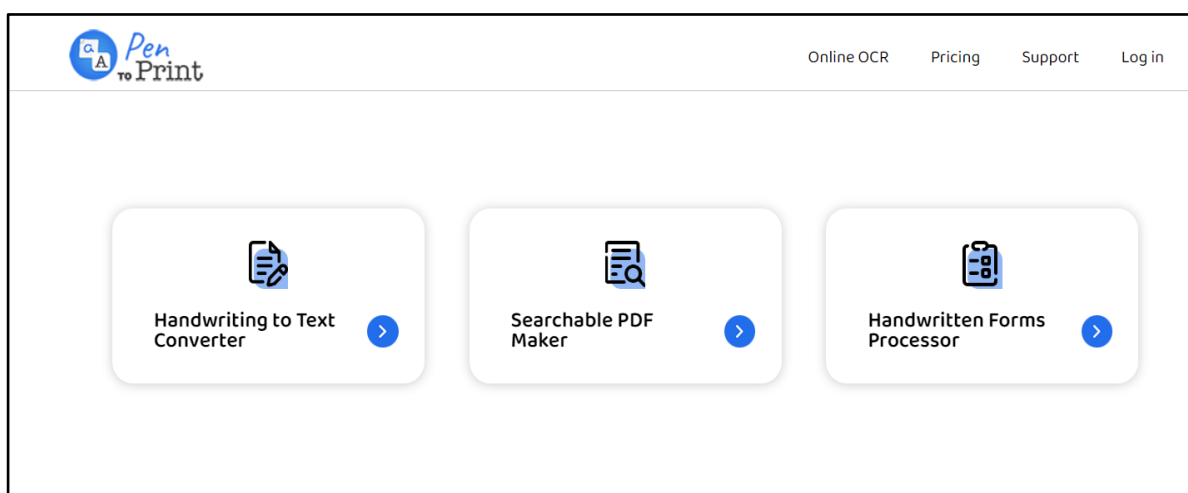 a A
Pen
TO Print
Online OCR Pricing Support Log in
Handwriting to Text
Converter
Searchable PDF
Maker
Handwritten Forms
Processor